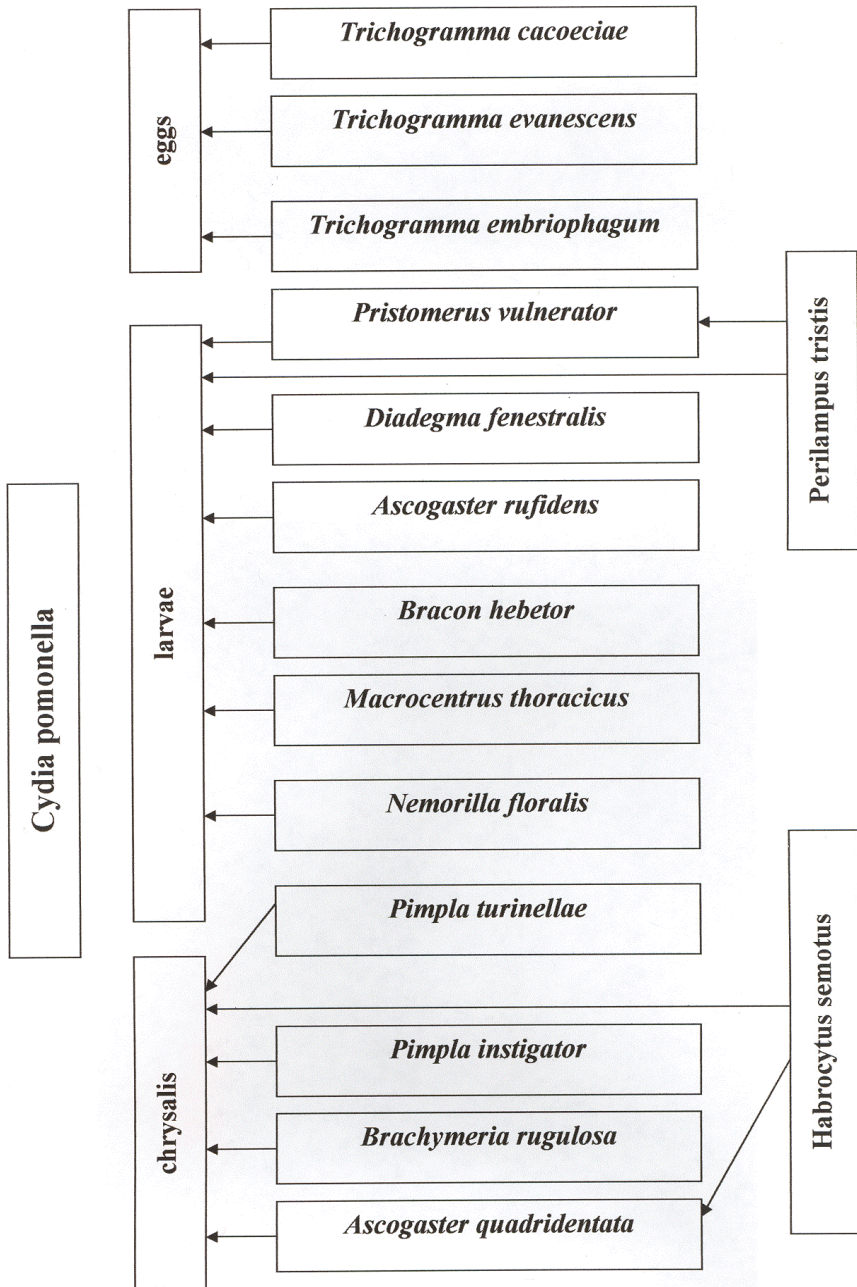 Cydia pomonella
eggs
larvae
chrysalis
Trichogramma cacoeciae
Trichogramma evanescens
Trichogramma embriophagum
Pristomerus vulnerator
Diadegma fenestralis
Ascogaster rufidens
Bracon hebetor
Macrocentrus thoracicus
Nemorilla floralis
Pimpla turinellae
Pimpla instigator
Brachymeria rugulosa
Ascogaster quadridentata
Perilampus tristis
Habrocytus semotus